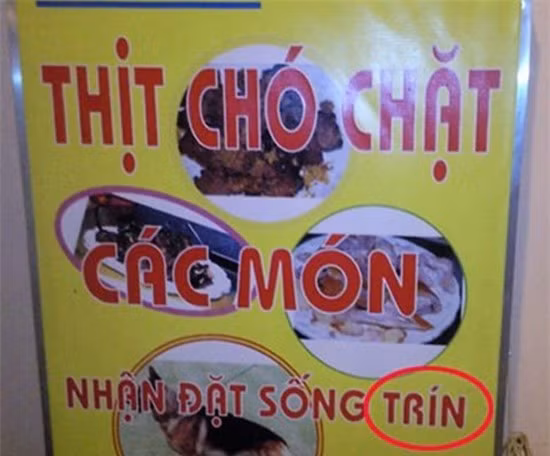 THỊT CHÓ CHẶT
CÁC MÓN
NHẬN ĐẶT SỐNG TRÍN